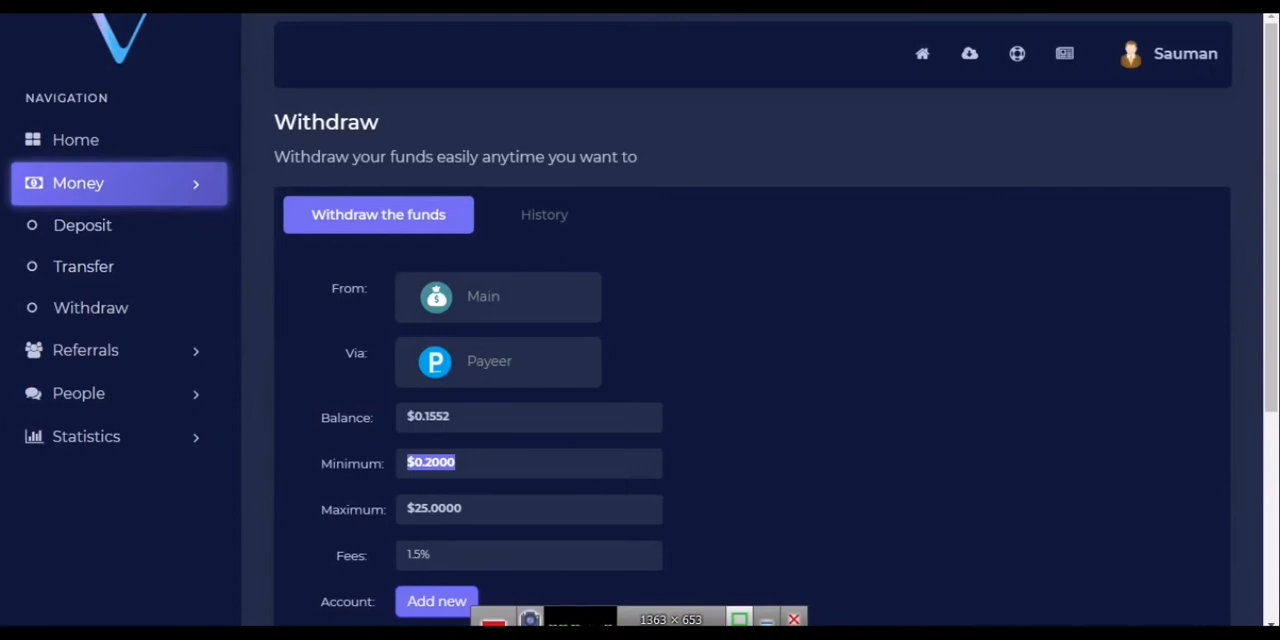 Sauman
NAVIGATION
Home
Money
Deposit
Transfer
Withdraw
Referrals
People
Statistics
Withdraw
Withdraw your funds easily anytime you want to
Withdraw the funds
History
From: Main
Via: Payeer
Balance: $0.1552
Minimum: $0.2000
Maximum: $25.0000
Fees: 1.5%
Account: Add new
1363 × 653